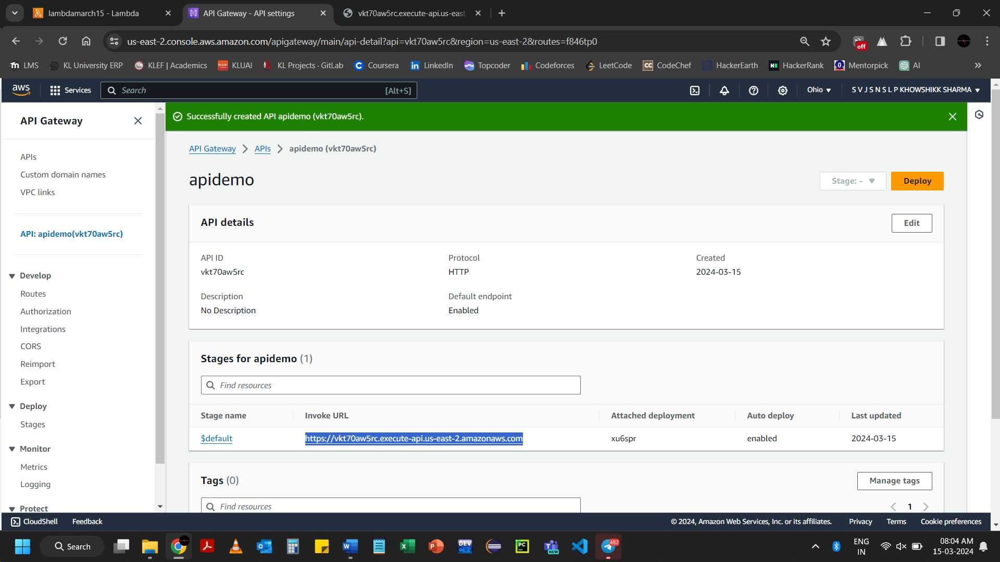 lambdamarch15 - Lambda
API Gateway - API settings
vkt70aw5rc.execute-api.us-east
us-east-2.console.aws.amazon.com/apigateway/main/api-detail?api=vkt70aw5rc&region=us-east-2&routes=f846tp0
off
LMS
KL University ERP
KLEF | Academics
KLUAI
KL Projects · GitLab
Coursera
LinkedIn
Topcoder
Codeforces
LeetCode
CodeChef
HackerEarth
HackerRank
Mentorpick
AI
aws
Services
Search
[Alt+S]
Ohio
S V J S N S L P KHOWSHIKK SHARMA
API Gateway
APIs
Custom domain names
VPC links
API: apidemo(vkt70aw5rc)
Develop
Routes
Authorization
Integrations
CORS
Reimport
Export
Deploy
Stages
Monitor
Metrics
Logging
Protect
Successfully created API apidemo (vkt70aw5rc).
API Gateway
APIs
apidemo (vkt70aw5rc)
apidemo
Stage: -
Deploy
API details
Edit
API ID
vkt70aw5rc
Protocol
HTTP
Created
2024-03-15
Description
No Description
Default endpoint
Enabled
Stages for apidemo (1)
Find resources
Stage name
Invoke URL
Attached deployment
Auto deploy
Last updated
$default
https://vkt70aw5rc.execute-api.us-east-2.amazonaws.com
xu6spr
enabled
2024-03-15
Tags (0)
Manage tags
Find resources
1
CloudShell
Feedback
© 2024, Amazon Web Services, Inc. or its affiliates.
Privacy
Terms
Cookie preferences
Search
DEV
PC
NEW
482
ENG
IN
08:04 AM
15-03-2024